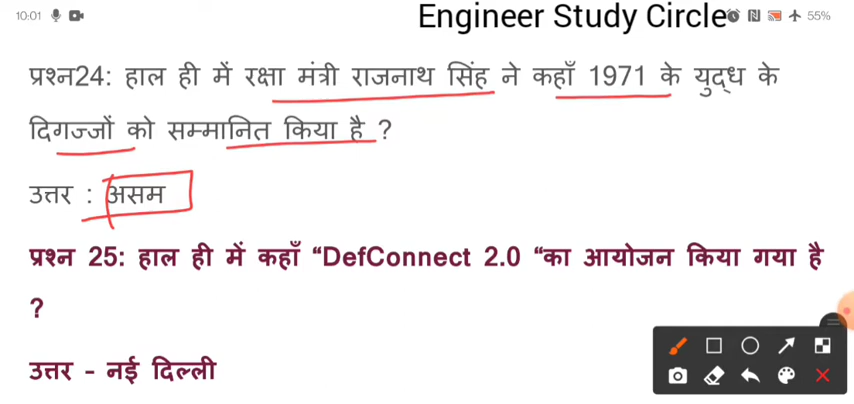 10:01 55%
Engineer Study Circle
प्रश्न24: हाल ही में रक्षा मंत्री राजनाथ सिंह ने कहाँ 1971 के युद्ध के
दिगज्जों को सम्मानित किया है ?
उत्तर : असम
प्रश्न 25: हाल ही में कहाँ “DefConnect 2.0 “का आयोजन किया गया है
?
उत्तर - नई दिल्ली